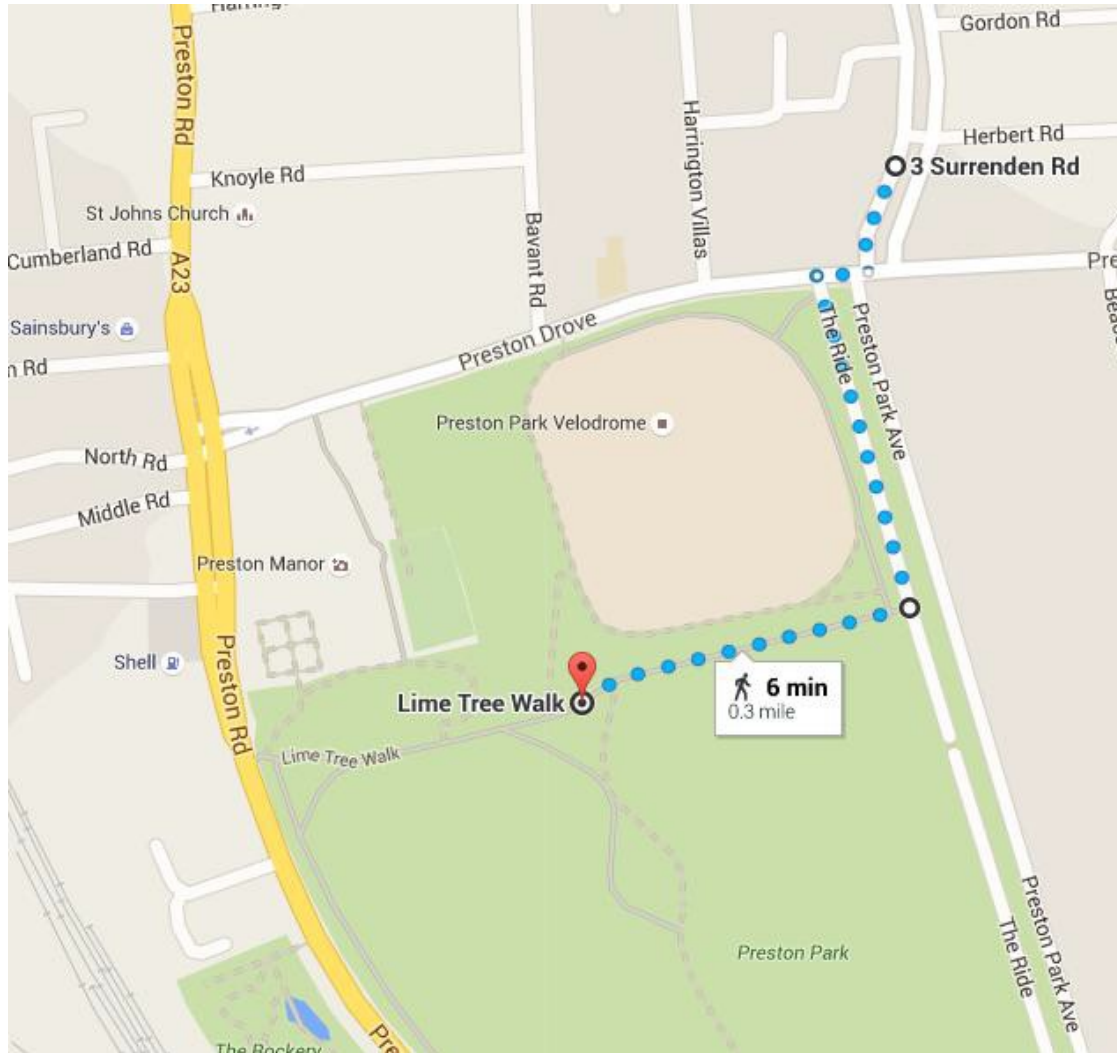 Preston Rd
Gordon Rd
Harrington Villas
Herbert Rd
3 Surrenden Rd
Knoyle Rd
St Johns Church
Bavant Rd
Cumberland Rd
A23
Sainsbury's
Rd
Preston Drove
The Ride
Preston Park Ave
Preston Park Velodrome
North Rd
Middle Rd
Preston Manor
Shell
Preston Rd
6 min
0.3 mile
Lime Tree Walk
Lime Tree Walk
Preston Park
The Ride
Preston Park Ave
The Rockery